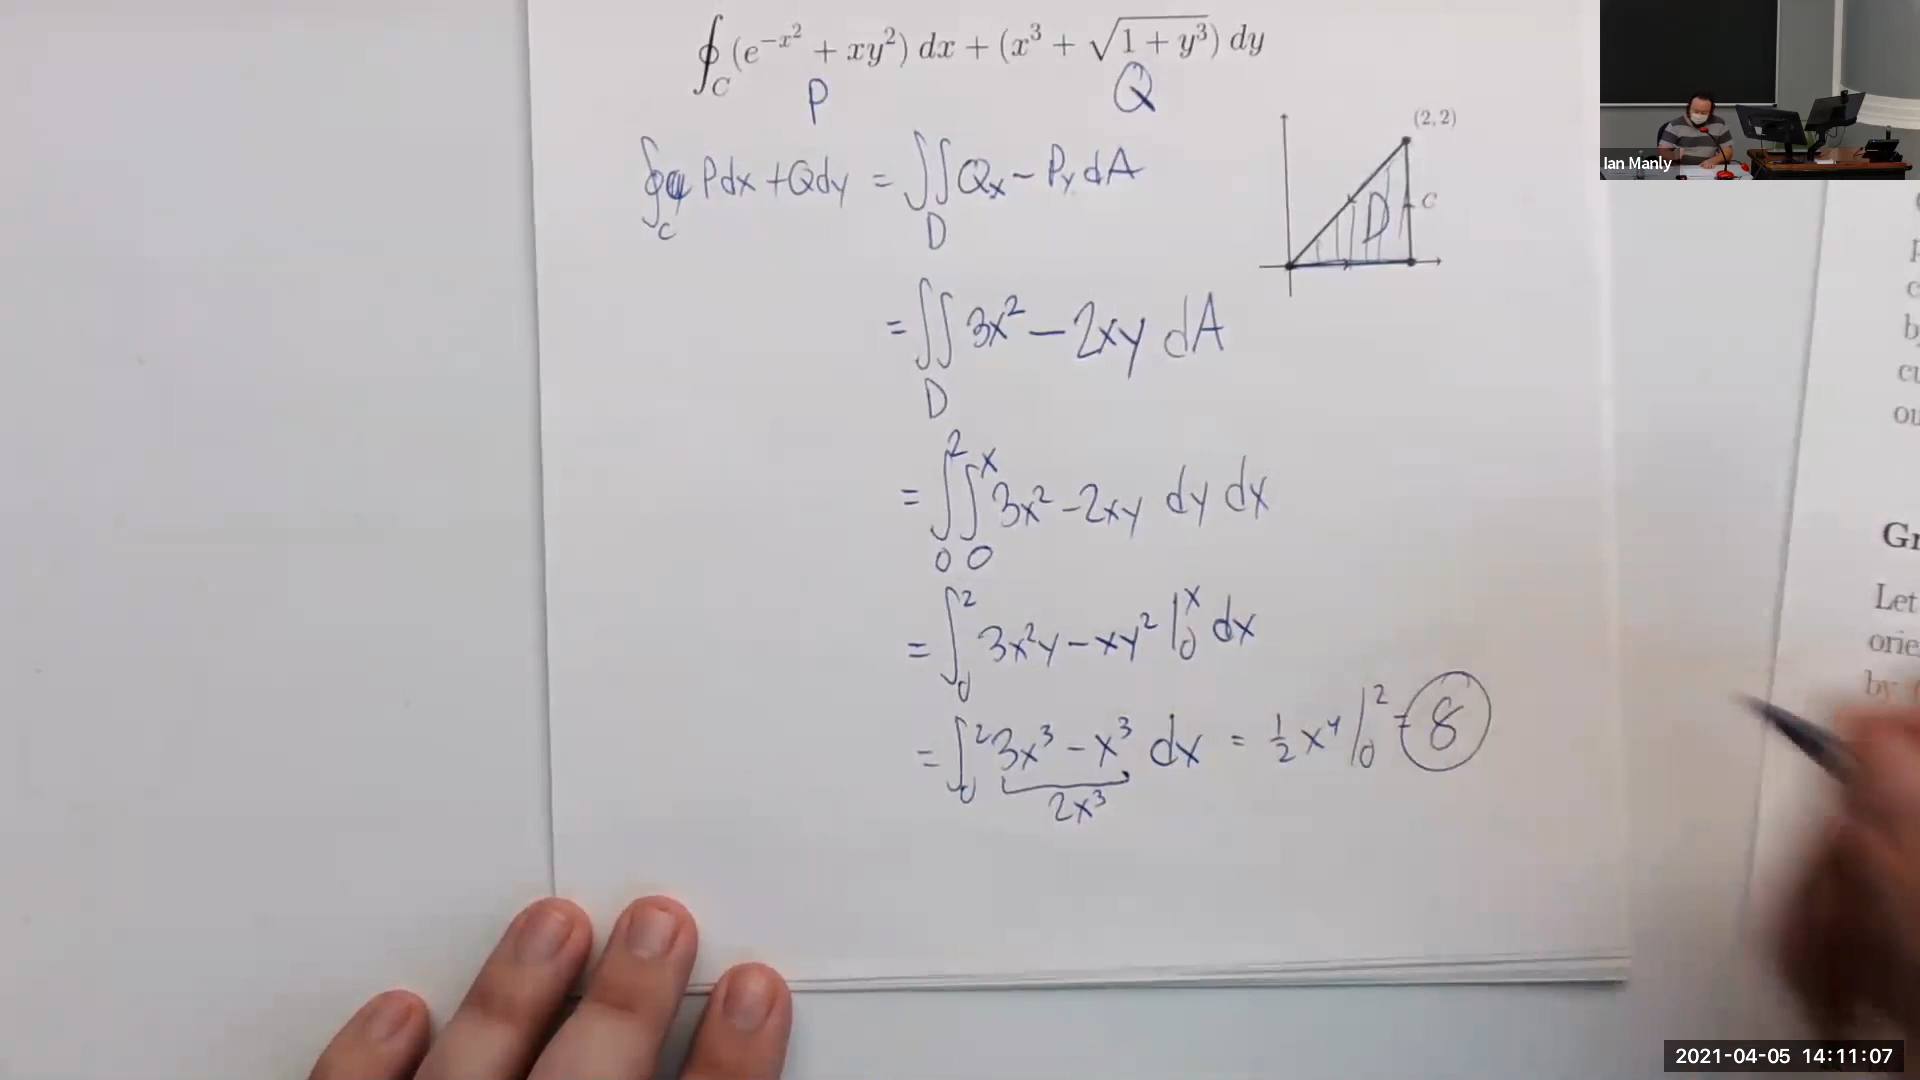 ∮_C (e^{-x^2} + xy^2) dx + (x^3 + √(1 + y^3)) dy
P Q
∮_C Pdx + Qdy = ∬_D Q_x - P_y dA
(2, 2)
D
C
= ∬_D 3x^2 - 2xy dA
= ∫_0^2 ∫_0^x 3x^2 - 2xy dy dx
= ∫_0^2 3x^2y - xy^2 |_0^x dx
= ∫_0^2 3x^3 - x^3 dx = 1/2 x^4 |_0^2 = 8
2x^3
Ian Manly
Gr
Let
orie
by
2021-04-05 14:11:07